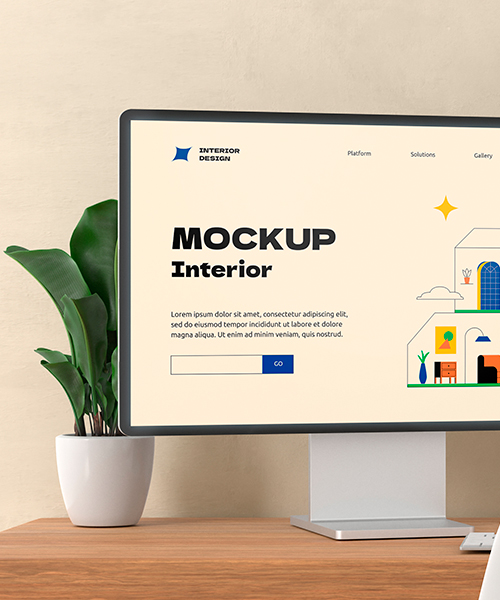 INTERIOR
DESIGN
Platform
Solutions
Gallery
MOCKUP
Interior
Lorem ipsum dolor sit amet, consectetur adipiscing elit,
sed do eiusmod tempor incididunt ut labore et dolore
magna aliqua. Ut enim ad minim veniam, quis nostrud.
GO